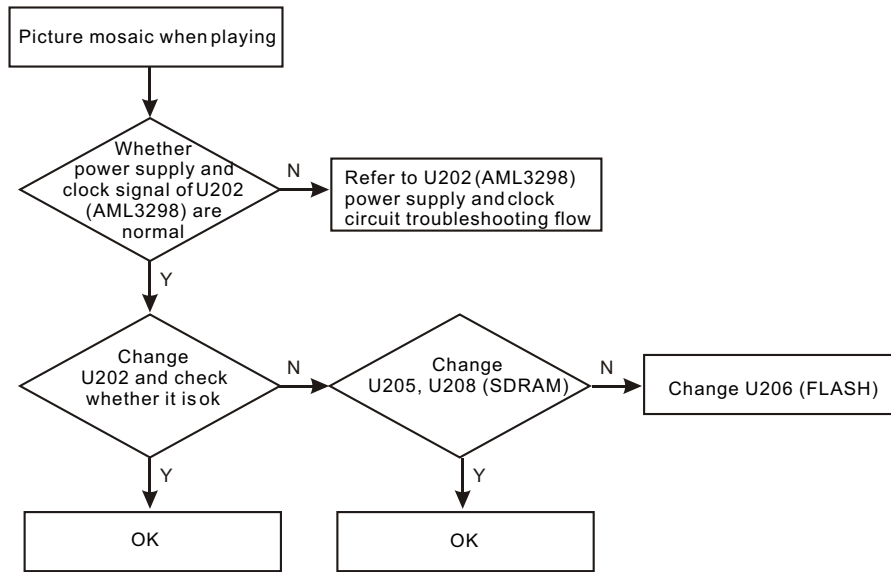 Picture mosaic when playing
Whether
power supply and
clock signal of U202
(AML3298) are
normal
N
Refer to U202 (AML3298)
power supply and clock
circuit troubleshooting flow
Y
Change
U202 and check
whether it is ok
N
Change
U205, U208 (SDRAM)
N
Change U206 (FLASH)
Y
Y
OK
OK